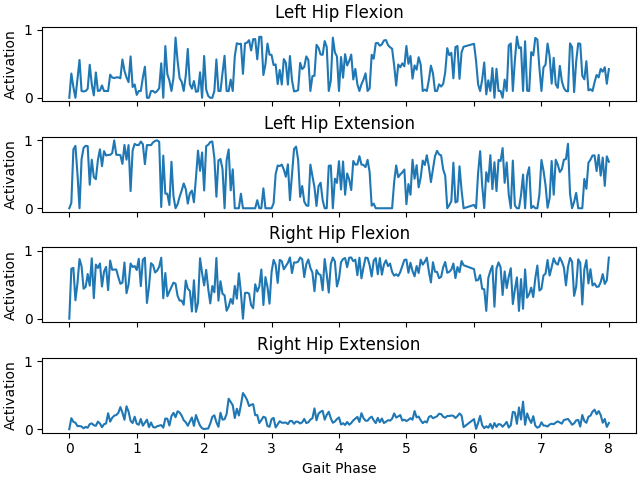 Left Hip Flexion
1
0
Activation
Left Hip Extension
1
0
Activation
Right Hip Flexion
1
0
Activation
Right Hip Extension
1
0
Activation
0 1 2 3 4 5 6 7 8
Gait Phase